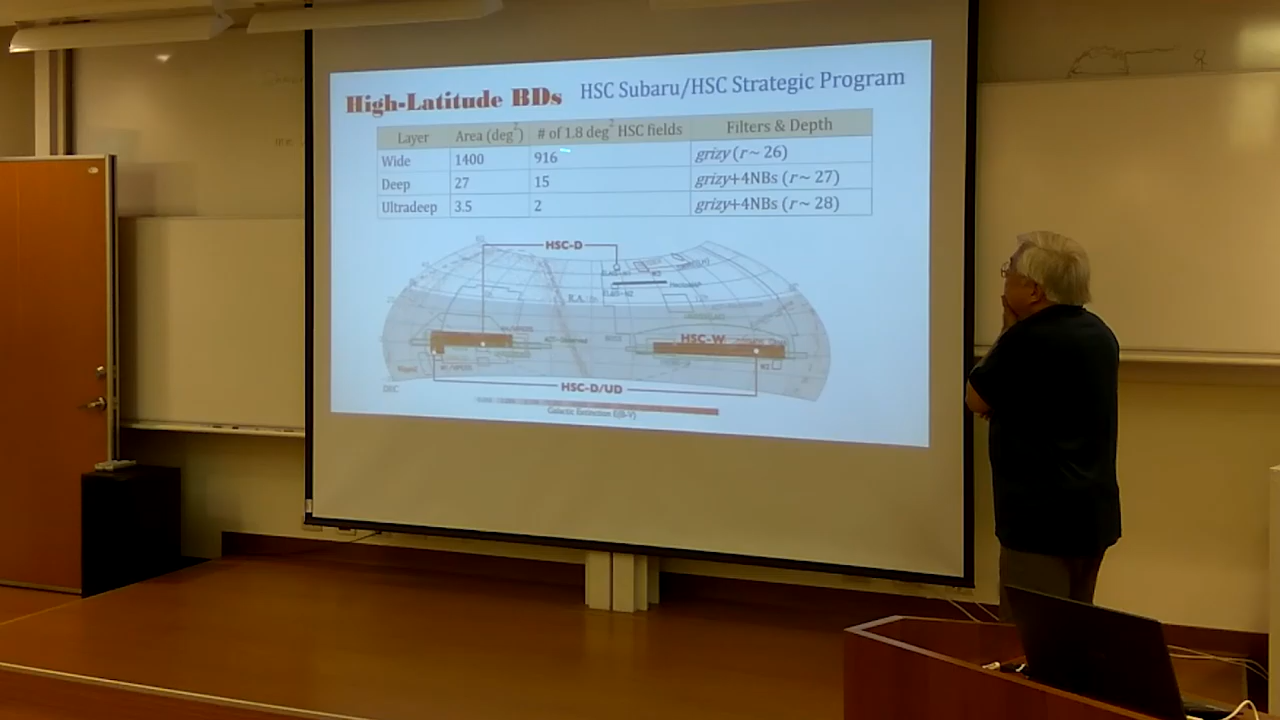 High-Latitude BDs HSC Subaru/HSC Strategic Program
Layer Area (deg²) # of 1.8 deg² HSC fields Filters & Depth
Wide 1400 916 grizy (r~ 26)
Deep 27 15 grizy+4NBs (r~ 27)
Ultradeep 3.5 2 grizy+4NBs (r~ 28)
HSC-D
R.A.
HSC-W
DEC
HSC-D/UD
Galactic Extinction E(B-V)